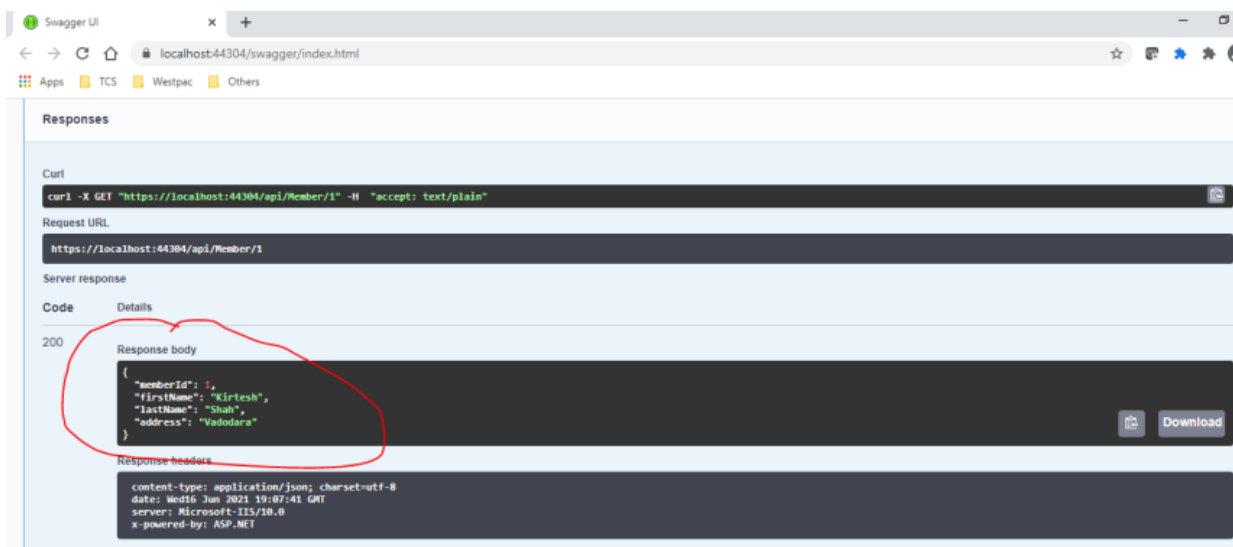 Swagger UI
localhost:44304/swagger/index.html
Apps TCS Westpac Others
Responses
Curl
curl -X GET "https://localhost:44304/api/Member/1" -H "accept: text/plain"
Request URL
https://localhost:44304/api/Member/1
Server response
Code Details
200
Response body
{
"memberId": 1,
"firstName": "Kirtesh",
"lastName": "Shah",
"address": "Vadodara"
}
Download
Response headers
content-type: application/json; charset=utf-8
date: Wed16 Jun 2021 19:07:41 GMT
server: Microsoft-IIS/10.0
x-powered-by: ASP.NET